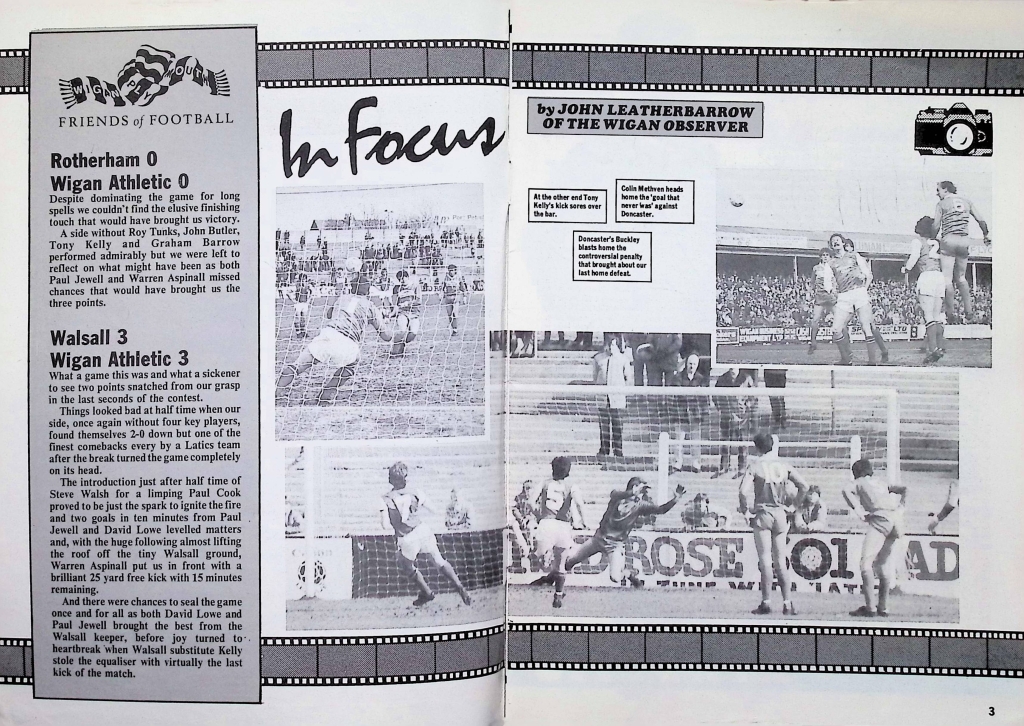 WIGAN PLYMOUTH
FRIENDS of FOOTBALL
Rotherham 0
Wigan Athletic 0
Despite dominating the game for long
spells we couldn't find the elusive finishing
touch that would have brought us victory.
A side without Roy Tunks, John Butler,
Tony Kelly and Graham Barrow
performed admirably but we were left to
reflect on what might have been as both
Paul Jewell and Warren Aspinall missed
chances that would have brought us the
three points.
Walsall 3
Wigan Athletic 3
What a game this was and what a sickener
to see two points snatched from our grasp
in the last seconds of the contest.
Things looked bad at half time when our
side, once again without four key players,
found themselves 2-0 down but one of the
finest comebacks every by a Latics team
after the break turned the game completely
on its head.
The introduction just after half time of
Steve Walsh for a limping Paul Cook
proved to be just the spark to ignite the fire
and two goals in ten minutes from Paul
Jewell and David Lowe levelled matters
and, with the huge following almost lifting
the roof off the tiny Walsall ground,
Warren Aspinall put us in front with a
brilliant 25 yard free kick with 15 minutes
remaining.
And there were chances to seal the game
once and for all as both David Lowe and
Paul Jewell brought the best from the
Walsall keeper, before joy turned to
heartbreak when Walsall substitute Kelly
stole the equaliser with virtually the last
kick of the match.
In Focus
by JOHN LEATHERBARROW
OF THE WIGAN OBSERVER
At the other end Tony
Kelly's kick sores over
the bar.
Colin Methven heads
home the 'goal that
never was' against
Doncaster.
Doncaster's Buckley
blasts home the
controversial penalty
that brought about our
last home defeat.
ROSE
AD
3